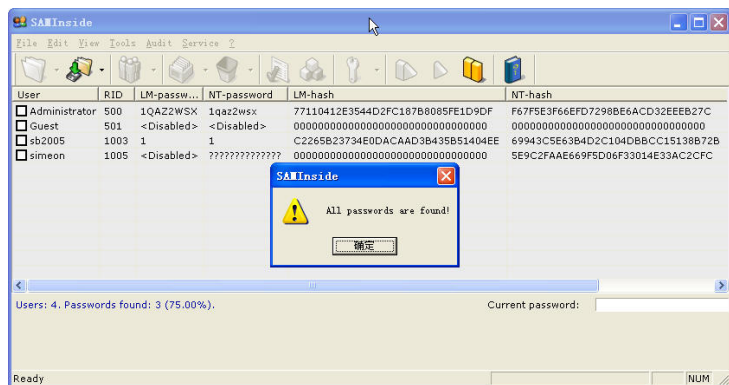 SAMInside
File Edit View Tools Audit Service ?
User RID LM-passw... NT-password LM-hash NT-hash
Administrator 500 1QAZ2WSX 1qaz2wsx 77110412E3544D2FC187B8085FE1D9DF F67F5E3F66EFD7298BE6ACD32EEEB27C
Guest 501 <Disabled> <Disabled> 00000000000000000000000000000000 00000000000000000000000000000000
sb2005 1003 1 1 C2265B23734E0DACAAD3B435B51404EE 69943C5E63B4D2C104DBBCC15138B72B
simeon 1005 <Disabled> ?????????????? 00000000000000000000000000000000 5E9C2FAAE669F5D06F33014E33AC2CFC
SAMInside
All passwords are found!
确定
Users: 4. Passwords found: 3 (75.00%). Current password:
Ready NUM